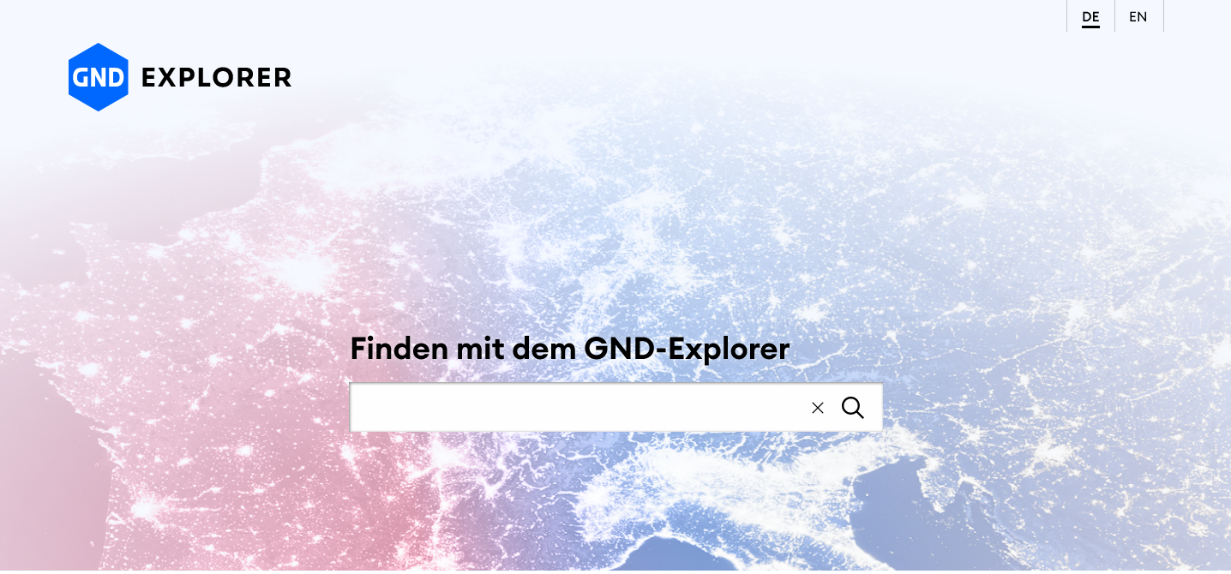 DE EN
GND EXPLORER
Finden mit dem GND-Explorer